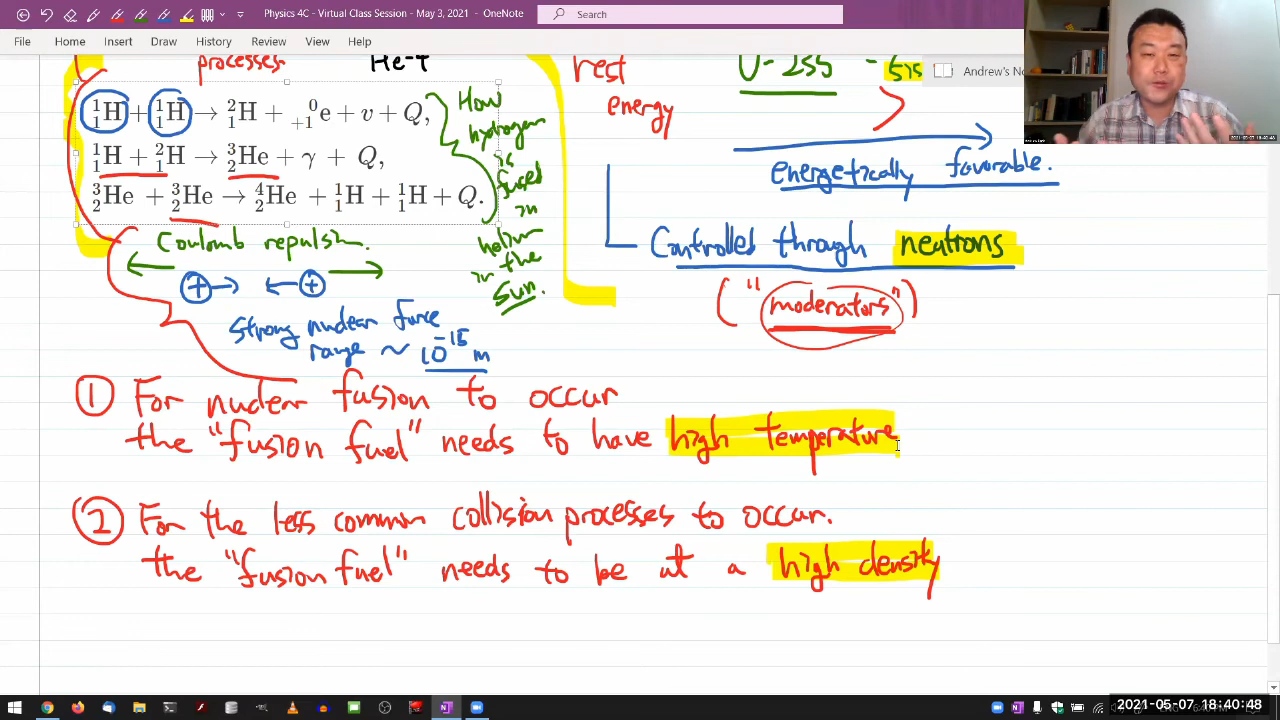 Physics 4C - Virtual Class Session - May 3, 2021 - OneNote
Search
File Home Insert Draw History Review View Help
processes He-4
rest energy
U-235
Andrew's No
¹₁H + ¹₁H → ²₁H + ⁰₊₁e + v + Q,
¹₁H + ²₁H → ³₂He + γ + Q,
³₂He + ³₂He → ⁴₂He + ¹₁H + ¹₁H + Q.
How
hydrogen
is
fused
in
in the
sun.
energetically favorable.
Coulomb repulsn.
+ +
Controlled through neutrons
("moderators")
strong nuclear force
range ~ 10⁻¹⁵ m
① For nuclear fusion to occur
the "fusion fuel" needs to have high temperature
② For the less common collision processes to occur.
the "fusion fuel" needs to be at a high density
2021-05-07 18:40:48